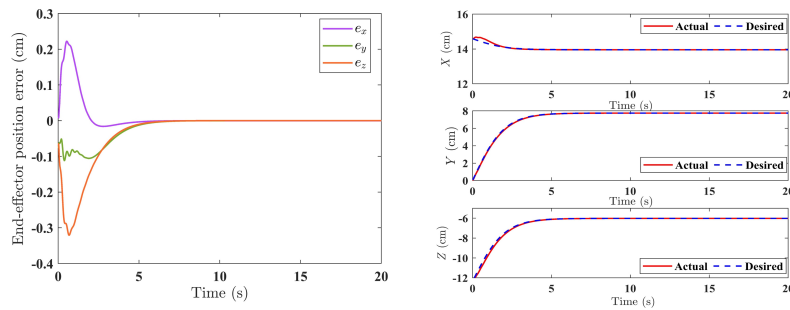 End-effector position error (cm)
0.3
0.2
0.1
0
-0.1
-0.2
-0.3
-0.4
e_x
e_y
e_z
0 5 10 15 20
Time (s)
X (cm)
16
14
12
Actual Desired
0 5 10 15 20
Time (s)
Y (cm)
8
6
4
2
0
Actual Desired
0 5 10 15 20
Time (s)
Z (cm)
-6
-8
-10
-12
Actual Desired
0 5 10 15 20
Time (s)